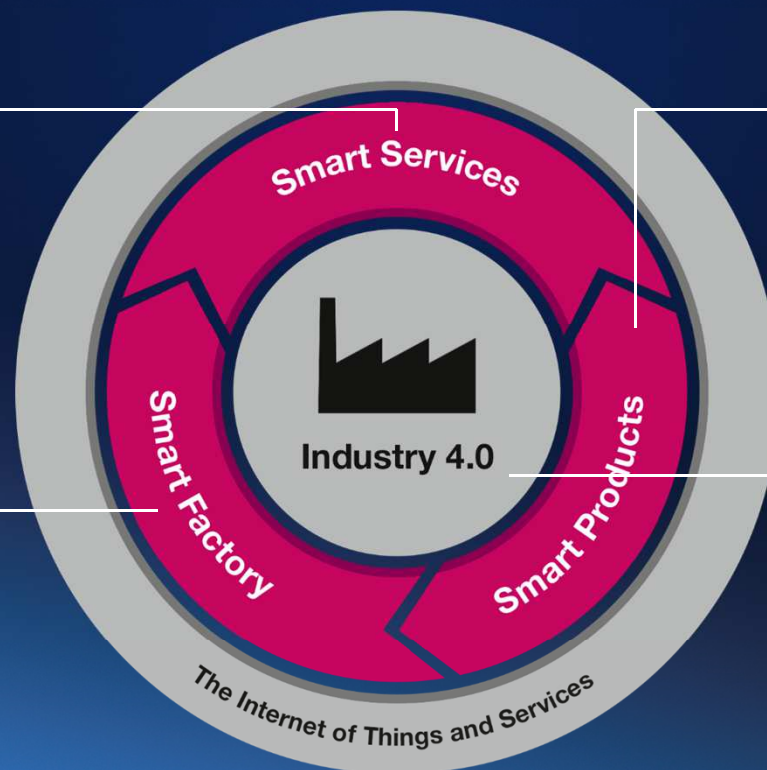 Smart Services
Industry 4.0
Smart Factory
Smart Products
The Internet of Things and Services